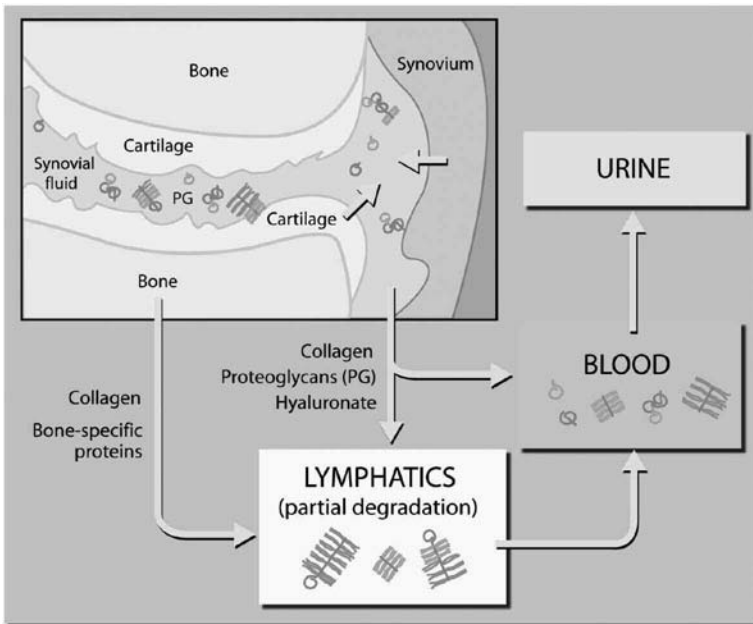 Bone
Synovium
Cartilage
Synovial
fluid
PG
Cartilage
Bone
URINE
Collagen
Proteoglycans (PG)
Hyaluronate
BLOOD
Collagen
Bone-specific
proteins
LYMPHATICS
(partial degradation)